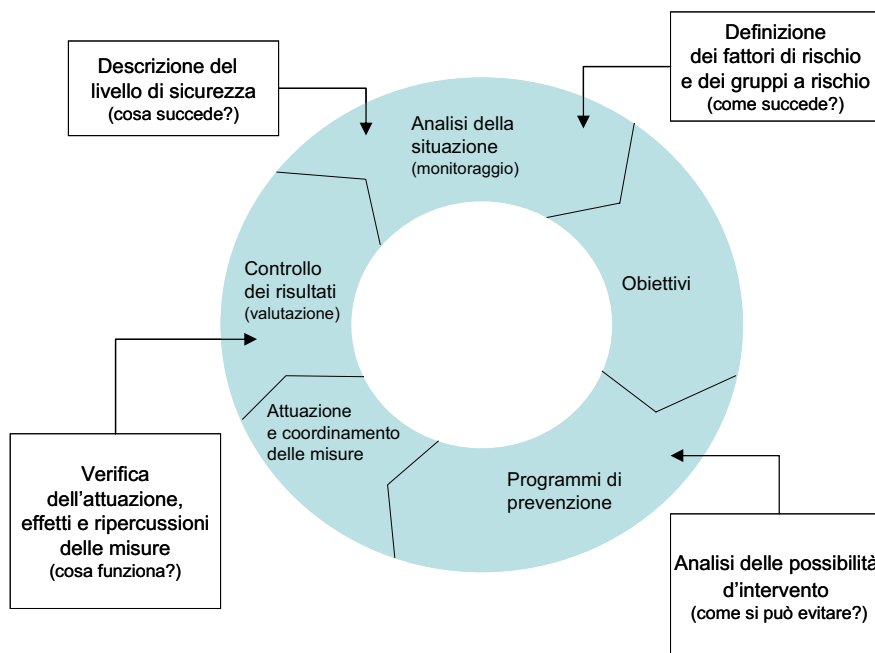 Definizione
dei fattori di rischio
e dei gruppi a rischio
(come succede?)
Descrizione del
livello di sicurezza
(cosa succede?)
Analisi della
situazione
(monitoraggio)
Obiettivi
Controllo
dei risultati
(valutazione)
Attuazione
e coordinamento
delle misure
Programmi di
prevenzione
Verifica
dell'attuazione,
effetti e ripercussioni
delle misure
(cosa funziona?)
Analisi delle possibilità
d'intervento
(come si può evitare?)